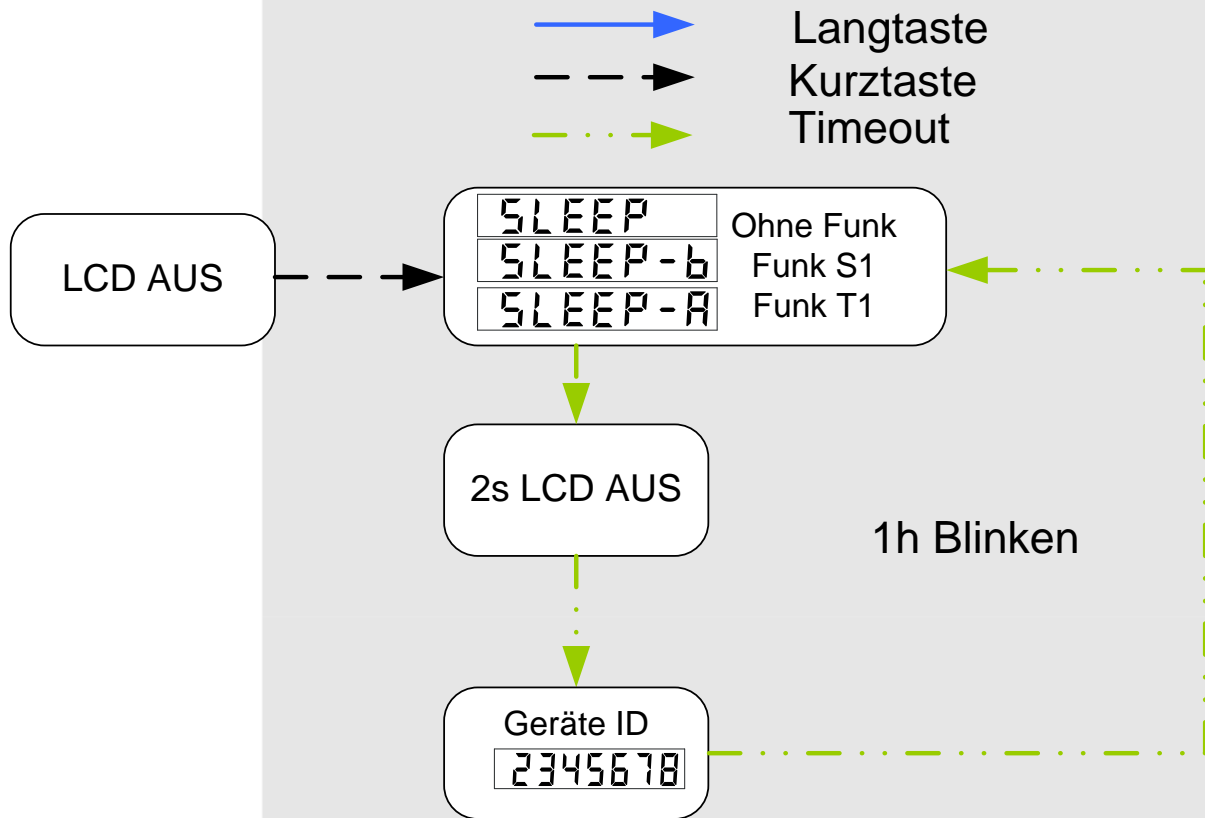 Langtaste
Kurztaste
Timeout
LCD AUS
SLEEP
Ohne Funk
SLEEP-b
Funk S1
SLEEP-A
Funk T1
2s LCD AUS
1h Blinken
Geräte ID
2345678